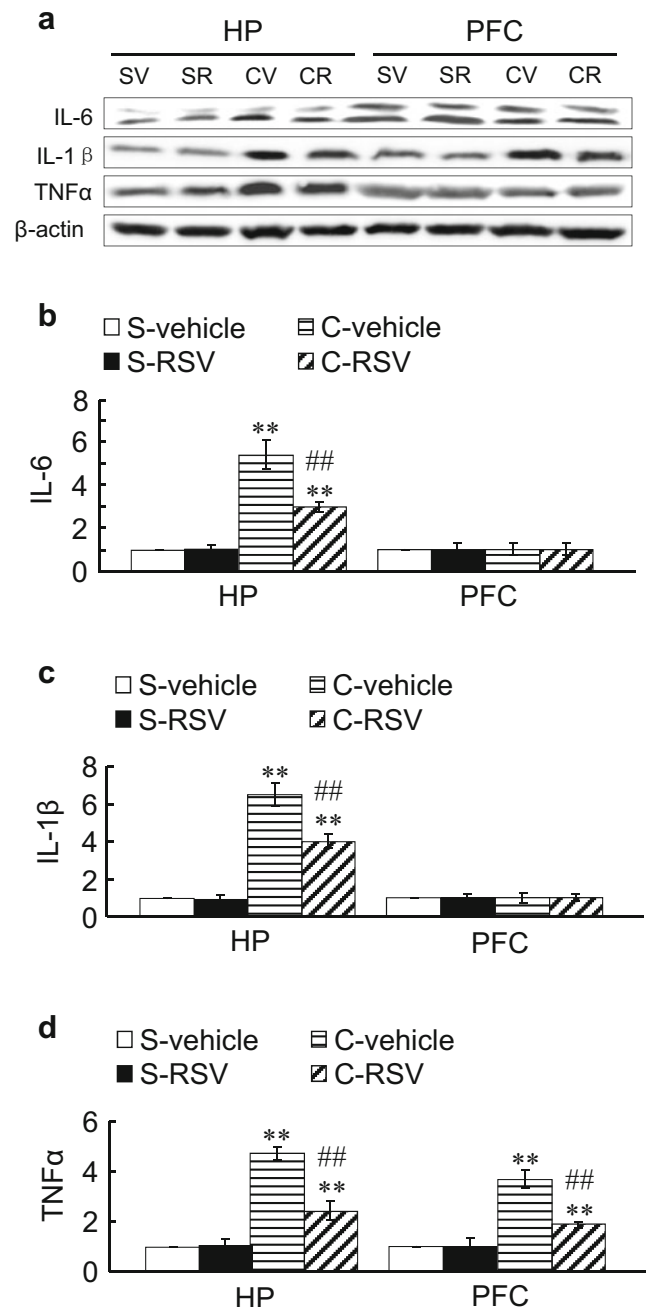 a
HP PFC
SV SR CV CR SV SR CV CR
IL-6
IL-1 β
TNFα
β-actin
b
S-vehicle C-vehicle
S-RSV C-RSV
8
6
4
2
0
IL-6
**
##
**
HP PFC
c
S-vehicle C-vehicle
S-RSV C-RSV
8
6
4
2
0
IL-1β
**
##
**
HP PFC
d
S-vehicle C-vehicle
S-RSV C-RSV
6
4
2
0
TNFα
**
##
**
**
##
**
HP PFC